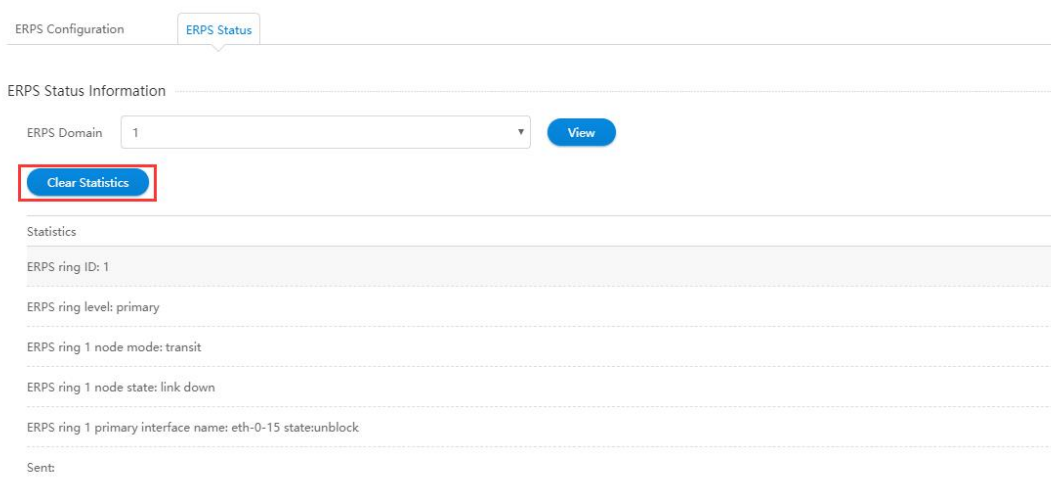 ERPS Configuration
ERPS Status
ERPS Status Information
ERPS Domain
1
View
Clear Statistics
Statistics
ERPS ring ID: 1
ERPS ring level: primary
ERPS ring 1 node mode: transit
ERPS ring 1 node state: link down
ERPS ring 1 primary interface name: eth-0-15 state:unblock
Sent: